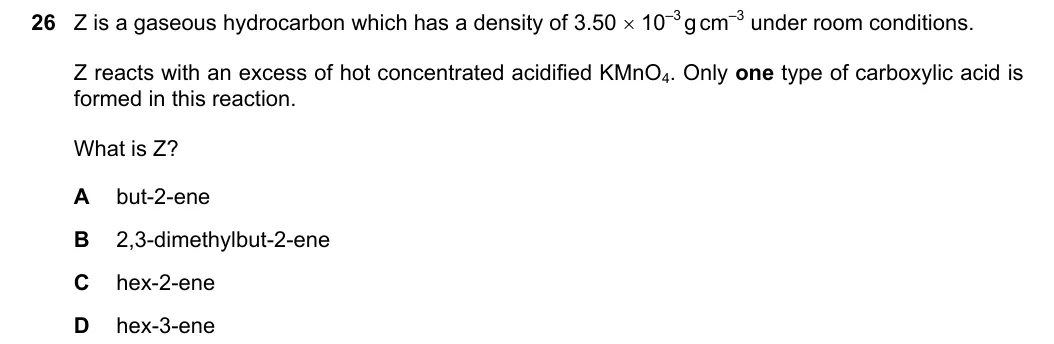 26 Z is a gaseous hydrocarbon which has a density of 3.50 × 10⁻³ g cm⁻³ under room conditions.
Z reacts with an excess of hot concentrated acidified KMnO₄. Only one type of carboxylic acid is
formed in this reaction.
What is Z?
A but-2-ene
B 2,3-dimethylbut-2-ene
C hex-2-ene
D hex-3-ene